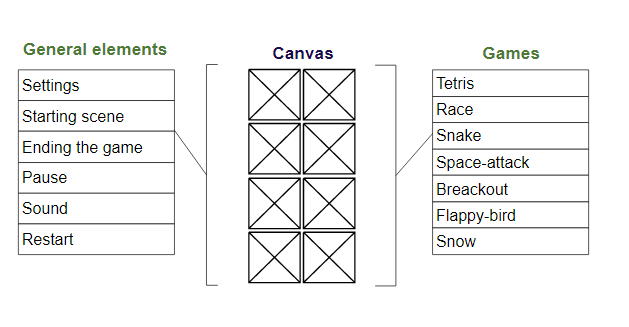 General elements
Settings
Starting scene
Ending the game
Pause
Sound
Restart
Canvas
Games
Tetris
Race
Snake
Space-attack
Breackout
Flappy-bird
Snow